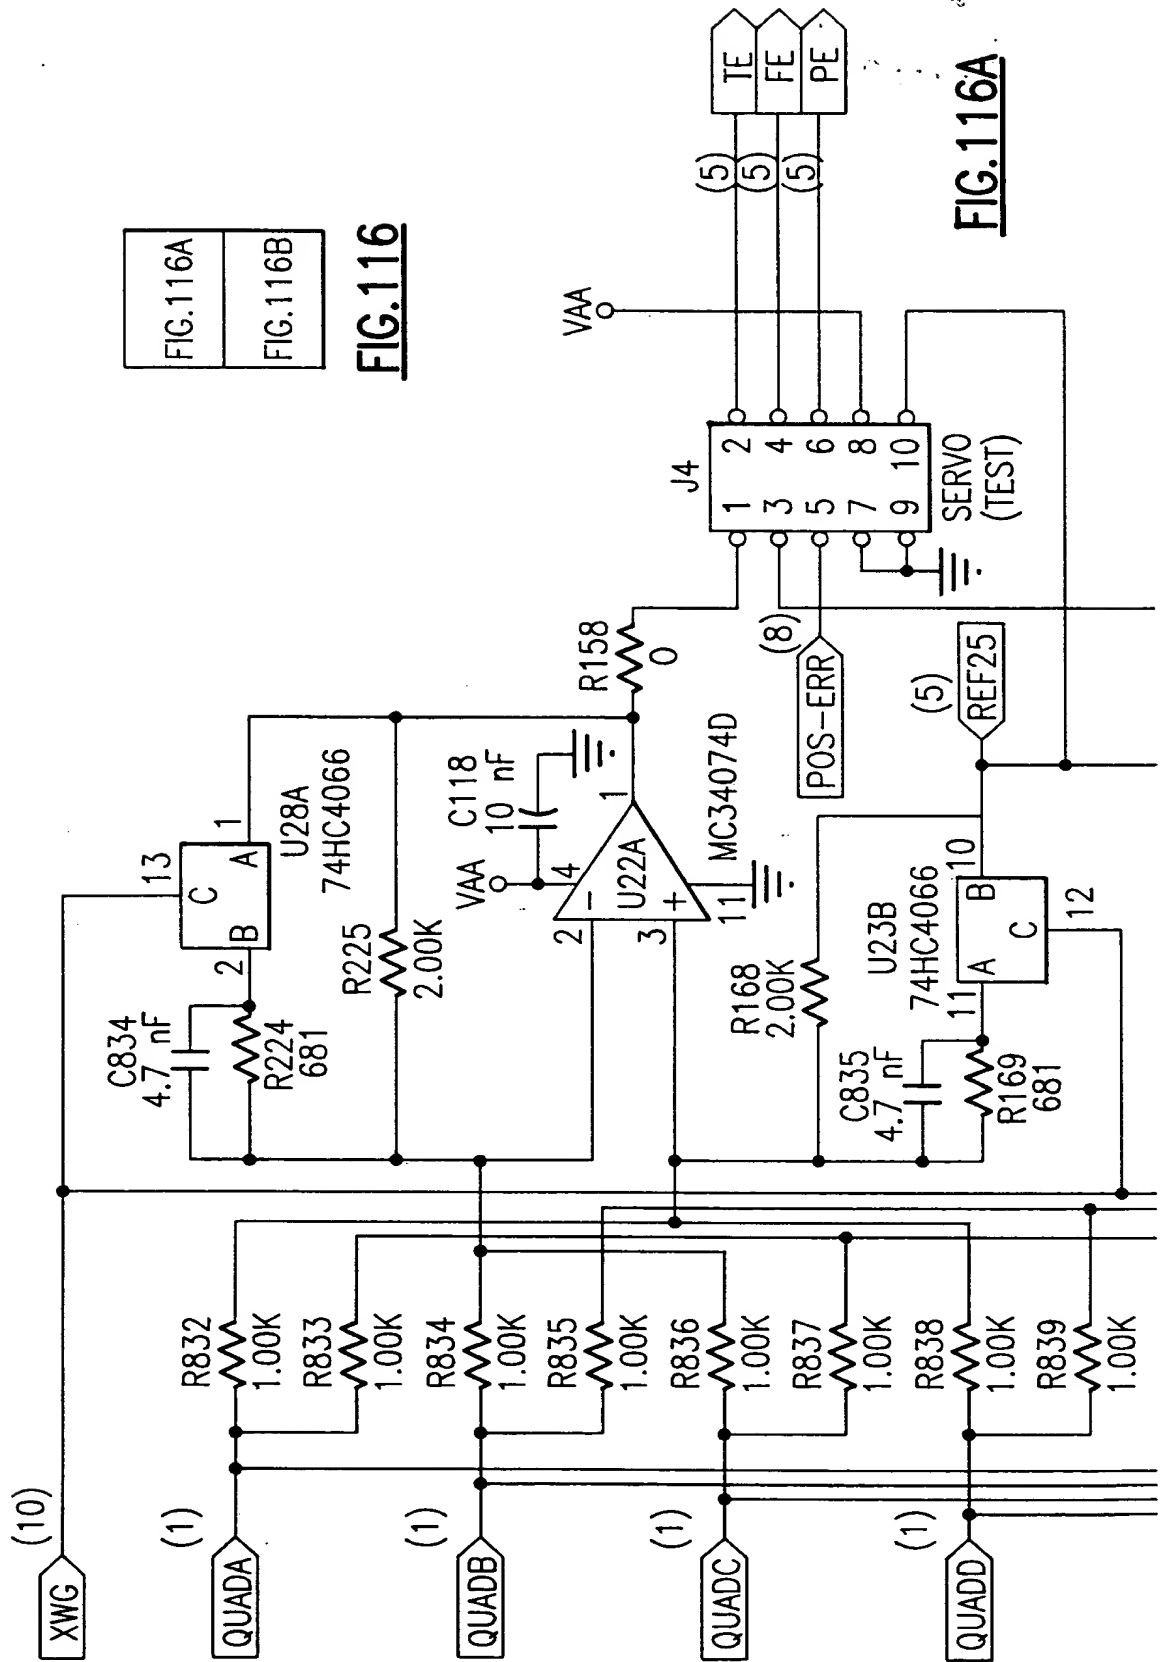 FIG.116A
FIG.116B
FIG.116
XWG
(10)
QUADA
(1)
QUADB
(1)
QUADC
(1)
QUADD
(1)
R832
1.00K
R833
1.00K
R834
1.00K
R835
1.00K
R836
1.00K
R837
1.00K
R838
1.00K
R839
1.00K
C834
4.7 nF
R224
681
2
B
C
A
13
1
U28A
74HC4066
R225
2.00K
VAA
C118
10 nF
2
3
4
-
+
U22A
1
11
MC34074D
R158
0
R168
2.00K
C835
4.7 nF
R169
681
U23B
74HC4066
11
A
B
C
10
12
(5)
REF25
POS-ERR
(8)
J4
1 2
3 4
5 6
7 8
9 10
SERVO
(TEST)
VAA
(5)
(5)
(5)
TE
FE
PE
FIG.116A